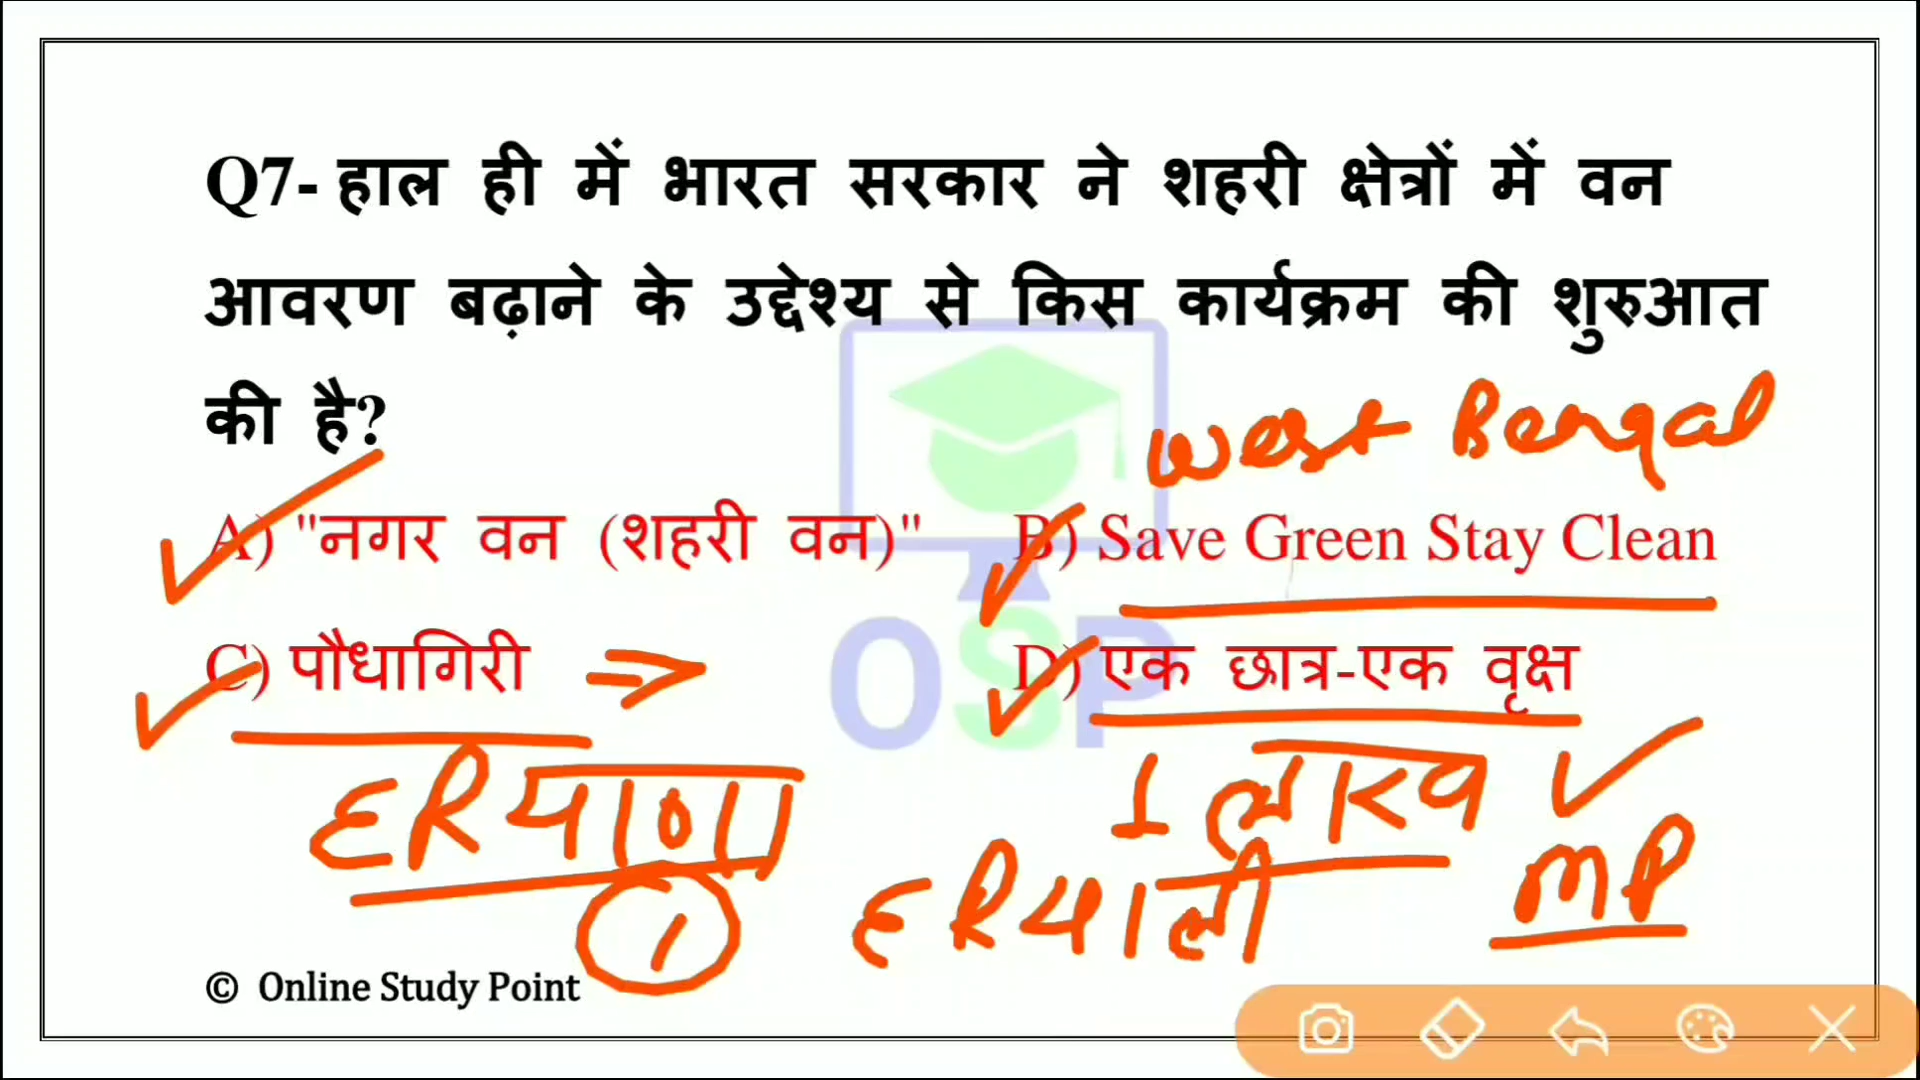 Q7- हाल ही में भारत सरकार ने शहरी क्षेत्रों में वन
आवरण बढ़ाने के उद्देश्य से किस कार्यक्रम की शुरुआत
की है?
West Bengal
A) "नगर वन (शहरी वन)" B) Save Green Stay Clean
C) पौधागिरी D) एक छात्र-एक वृक्ष
हरयाणा 1 लाख
1 हरयाली MP
OSP
© Online Study Point